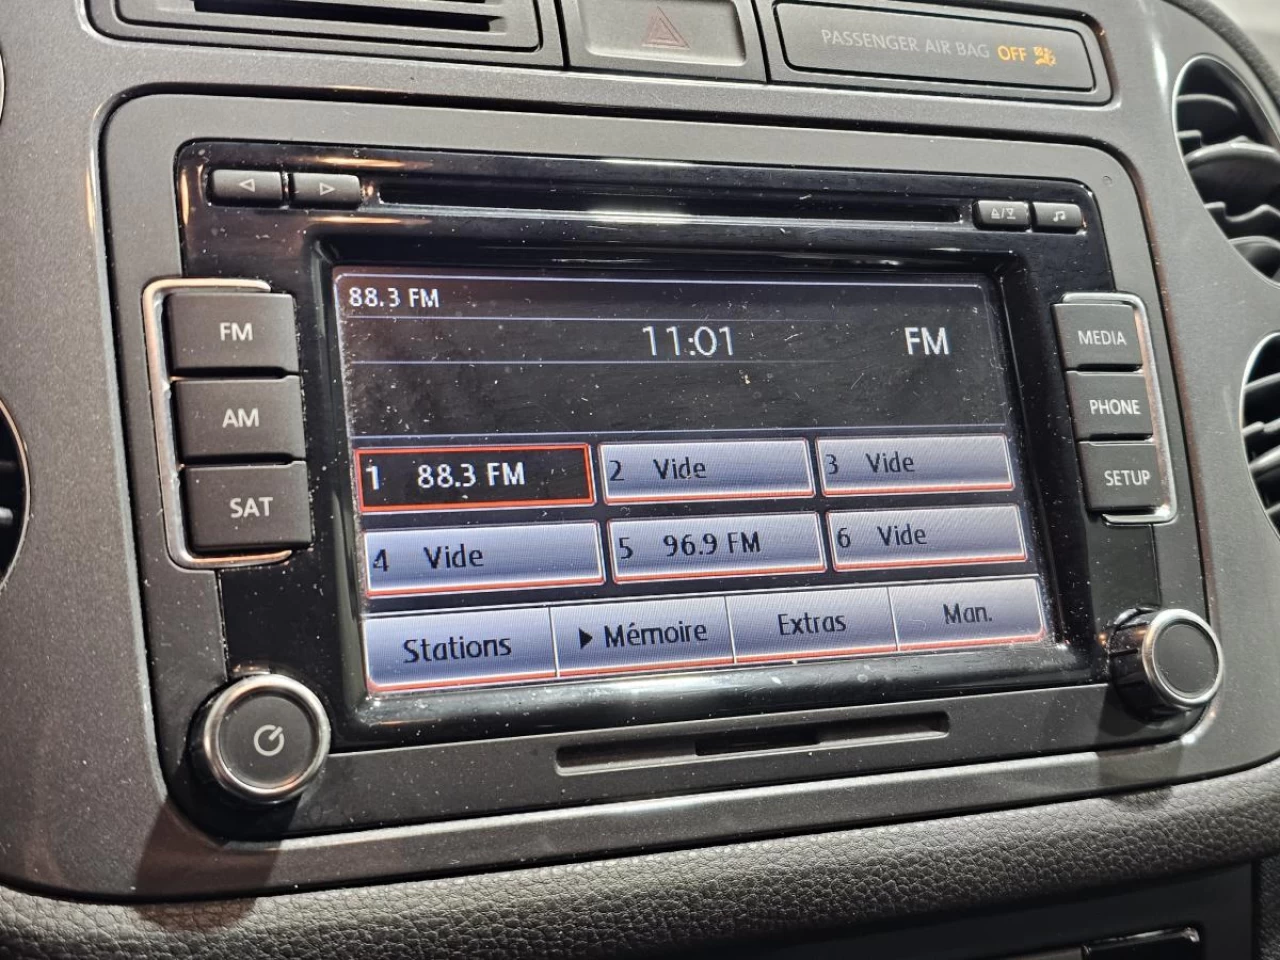 PASSENGER AIR BAG OFF
FM
AM
SAT
88.3 FM
11:01 FM
1 88.3 FM
2 Vide
3 Vide
4 Vide
5 96.9 FM
6 Vide
Stations
Mémoire
Extras
Man.
MEDIA
PHONE
SETUP